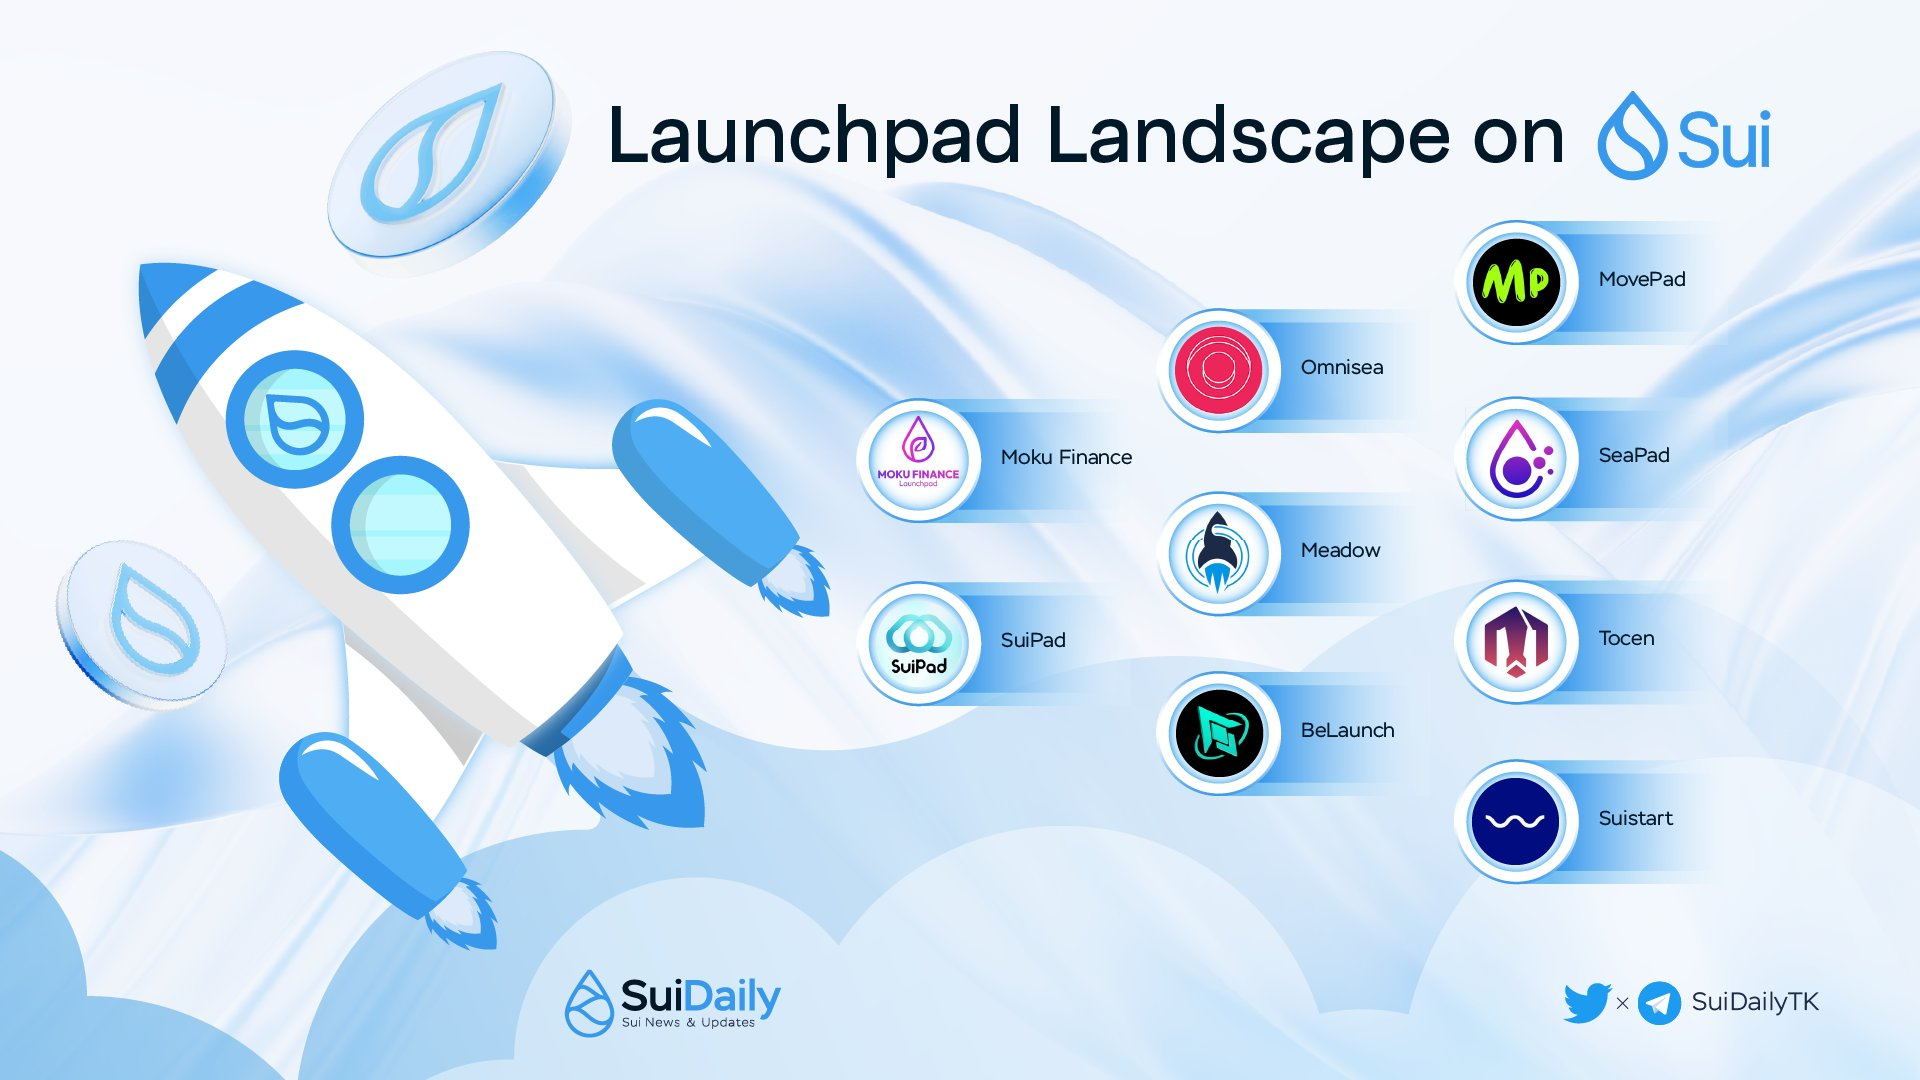 Launchpad Landscape on Sui
MovePad
Omnisea
Moku Finance
MOKU FINANCE
Launchpad
SeaPad
Meadow
SuiPad
SuiPad
Tocen
BeLaunch
Suistart
MP
SuiDaily
Sui News & Updates
SuiDailyTK